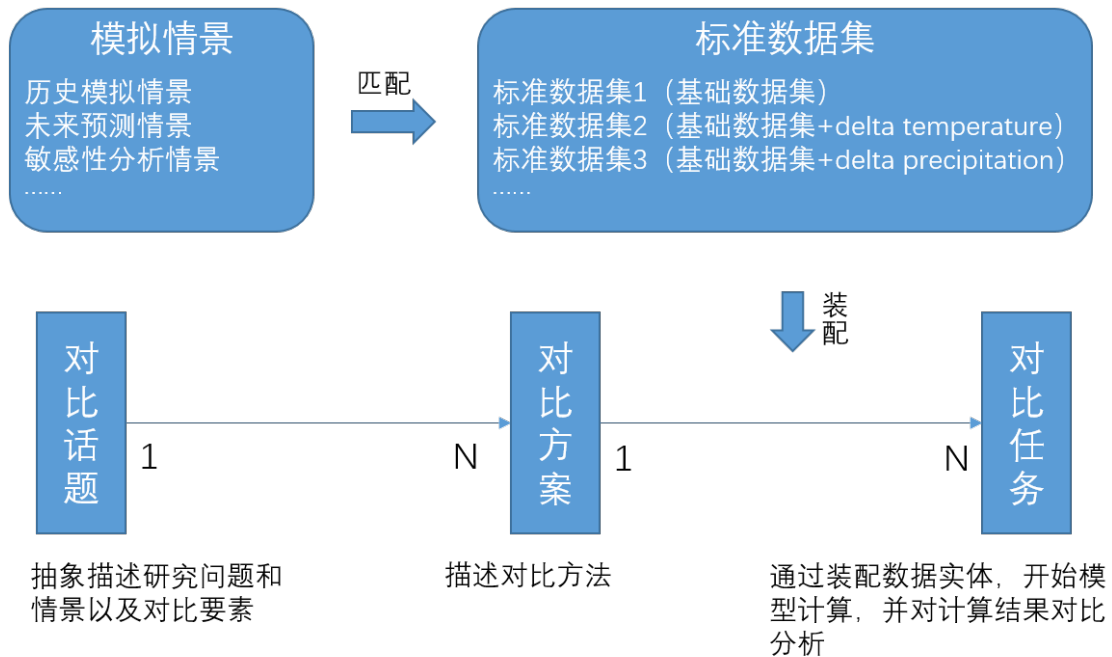 模拟情景
历史模拟情景
未来预测情景
敏感性分析情景
……
匹配
标准数据集
标准数据集1（基础数据集）
标准数据集2（基础数据集+delta temperature）
标准数据集3（基础数据集+delta precipitation）
……
装
配
对
比
话
题
1
N
对
比
方
案
1
N
对
比
任
务
抽象描述研究问题和
情景以及对比要素
描述对比方法
通过装配数据实体，开始模
型计算，并对计算结果对比
分析